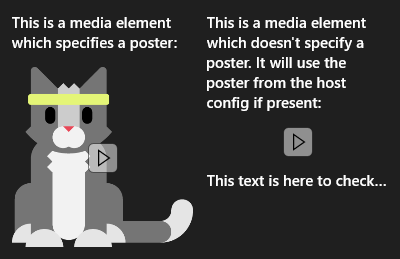 This is a media element
which specifies a poster:
This is a media element
which doesn't specify a
poster. It will use the
poster from the host
config if present:
This text is here to check...